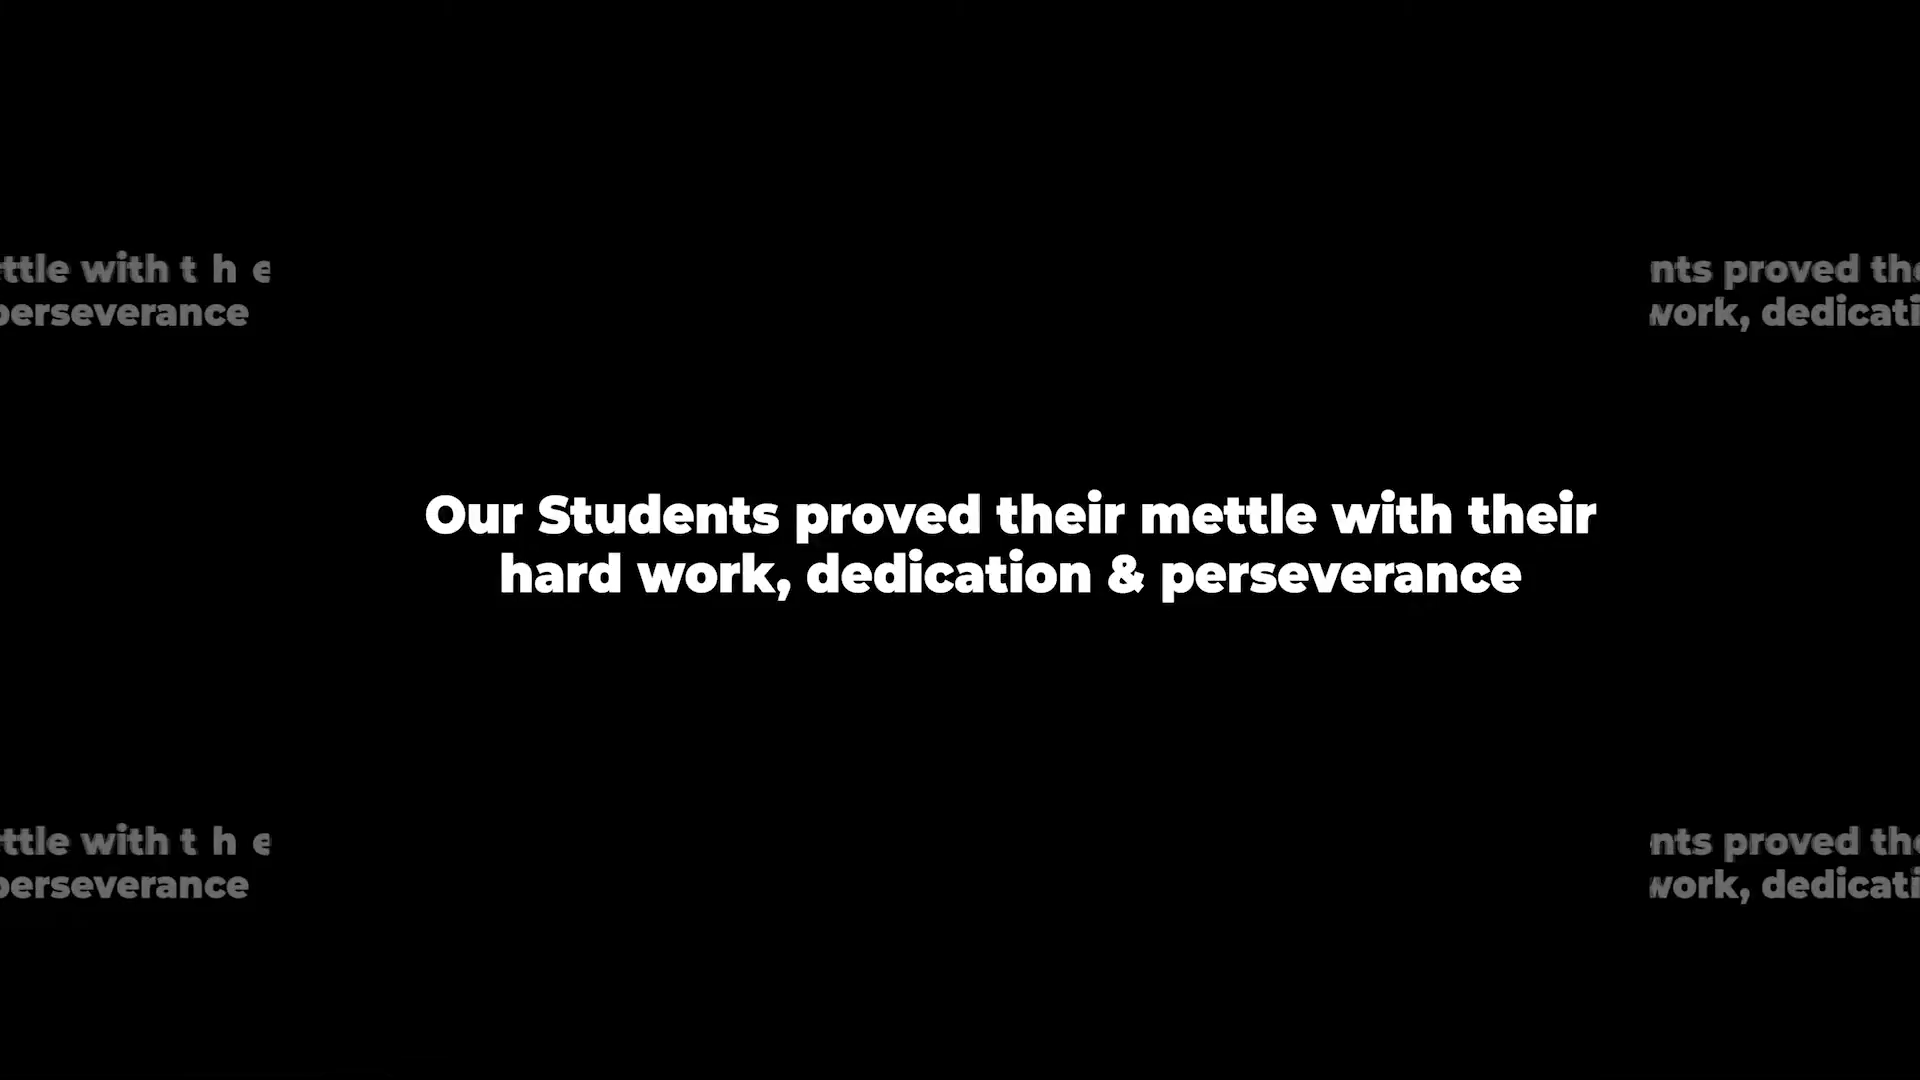 ttle with t h e
perseverance
nts proved the
work, dedicati
Our Students proved their mettle with their
hard work, dedication & perseverance
ttle with t h e
perseverance
nts proved the
work, dedicati